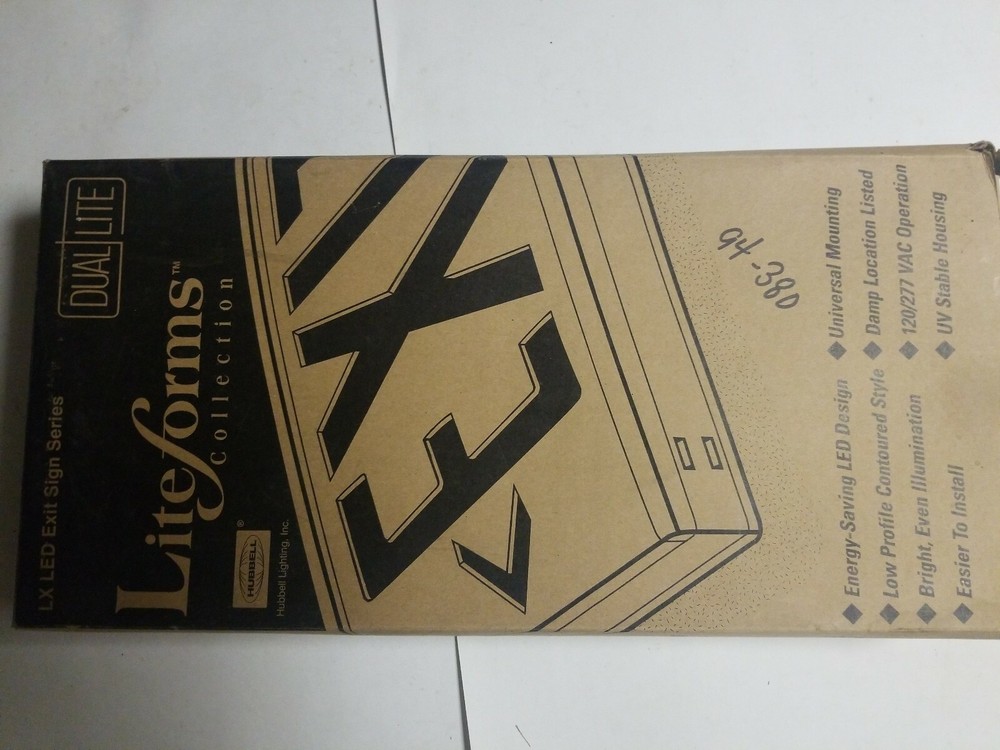 LX LED Exit Sign Series
DUAL LITE
Liteforms™
Collection
HUBBELL®
Hubbell Lighting, Inc.
EXI
94-380
◆ Energy-Saving LED Design
◆ Low Profile Contoured Style
◆ Bright, Even Illumination
◆ Easier To Install
◆ Universal Mounting
◆ Damp Location Listed
◆ 120/277 VAC Operation
◆ UV Stable Housing